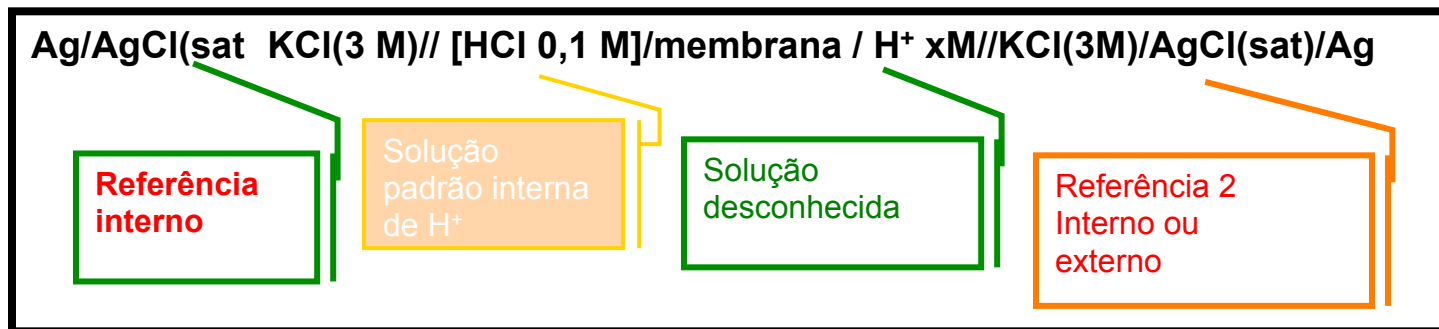 Ag/AgCl(sat KCl(3 M)// [HCl 0,1 M]/membrana / H⁺ xM//KCl(3M)/AgCl(sat)/Ag
Referência
interno
Solução
padrão interna
de H⁺
Solução
desconhecida
Referência 2
Interno ou
externo